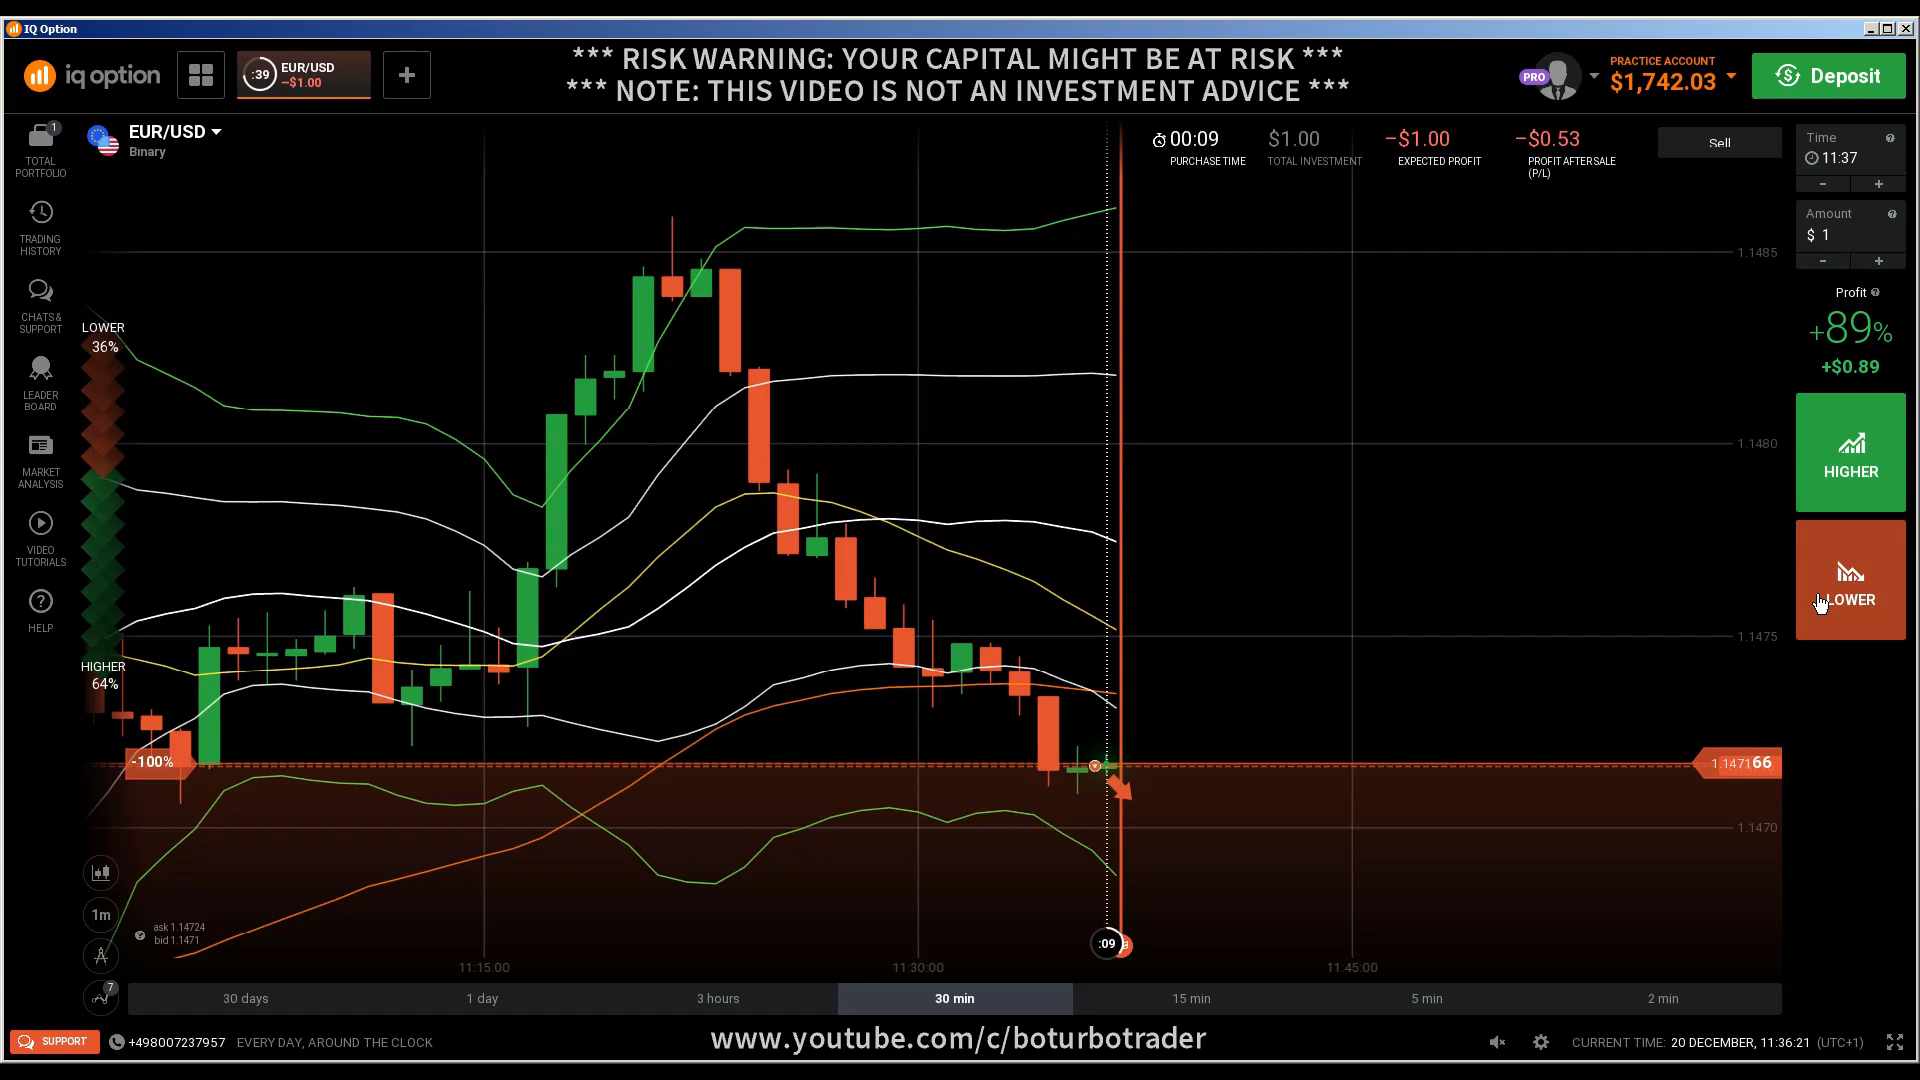 IQ Option
iq option
:39
EUR/USD
−$1.00
+
*** RISK WARNING: YOUR CAPITAL MIGHT BE AT RISK ***
*** NOTE: THIS VIDEO IS NOT AN INVESTMENT ADVICE ***
PRO
PRACTICE ACCOUNT
$1,742.03
Deposit
1
TOTAL
PORTFOLIO
TRADING
HISTORY
CHATS &
SUPPORT
LEADER
BOARD
MARKET
ANALYSIS
VIDEO
TUTORIALS
HELP
EUR/USD
Binary
00:09
PURCHASE TIME
$1.00
TOTAL INVESTMENT
−$1.00
EXPECTED PROFIT
−$0.53
PROFIT AFTER SALE
(P/L)
Sell
Time
11:37
Amount
$ 1
Profit
+89%
+$0.89
HIGHER
LOWER
LOWER
36%
HIGHER
64%
-100%
1.1485
1.1480
1.1475
1.147166
1.1470
ask 1.14724
bid 1.1471
1m
7
:09
11:15:00
11:30:00
11:45:00
30 days
1 day
3 hours
30 min
15 min
5 min
2 min
SUPPORT
+498007237957
EVERY DAY, AROUND THE CLOCK
www.youtube.com/c/boturbotrader
CURRENT TIME: 20 DECEMBER, 11:36:21 (UTC+1)